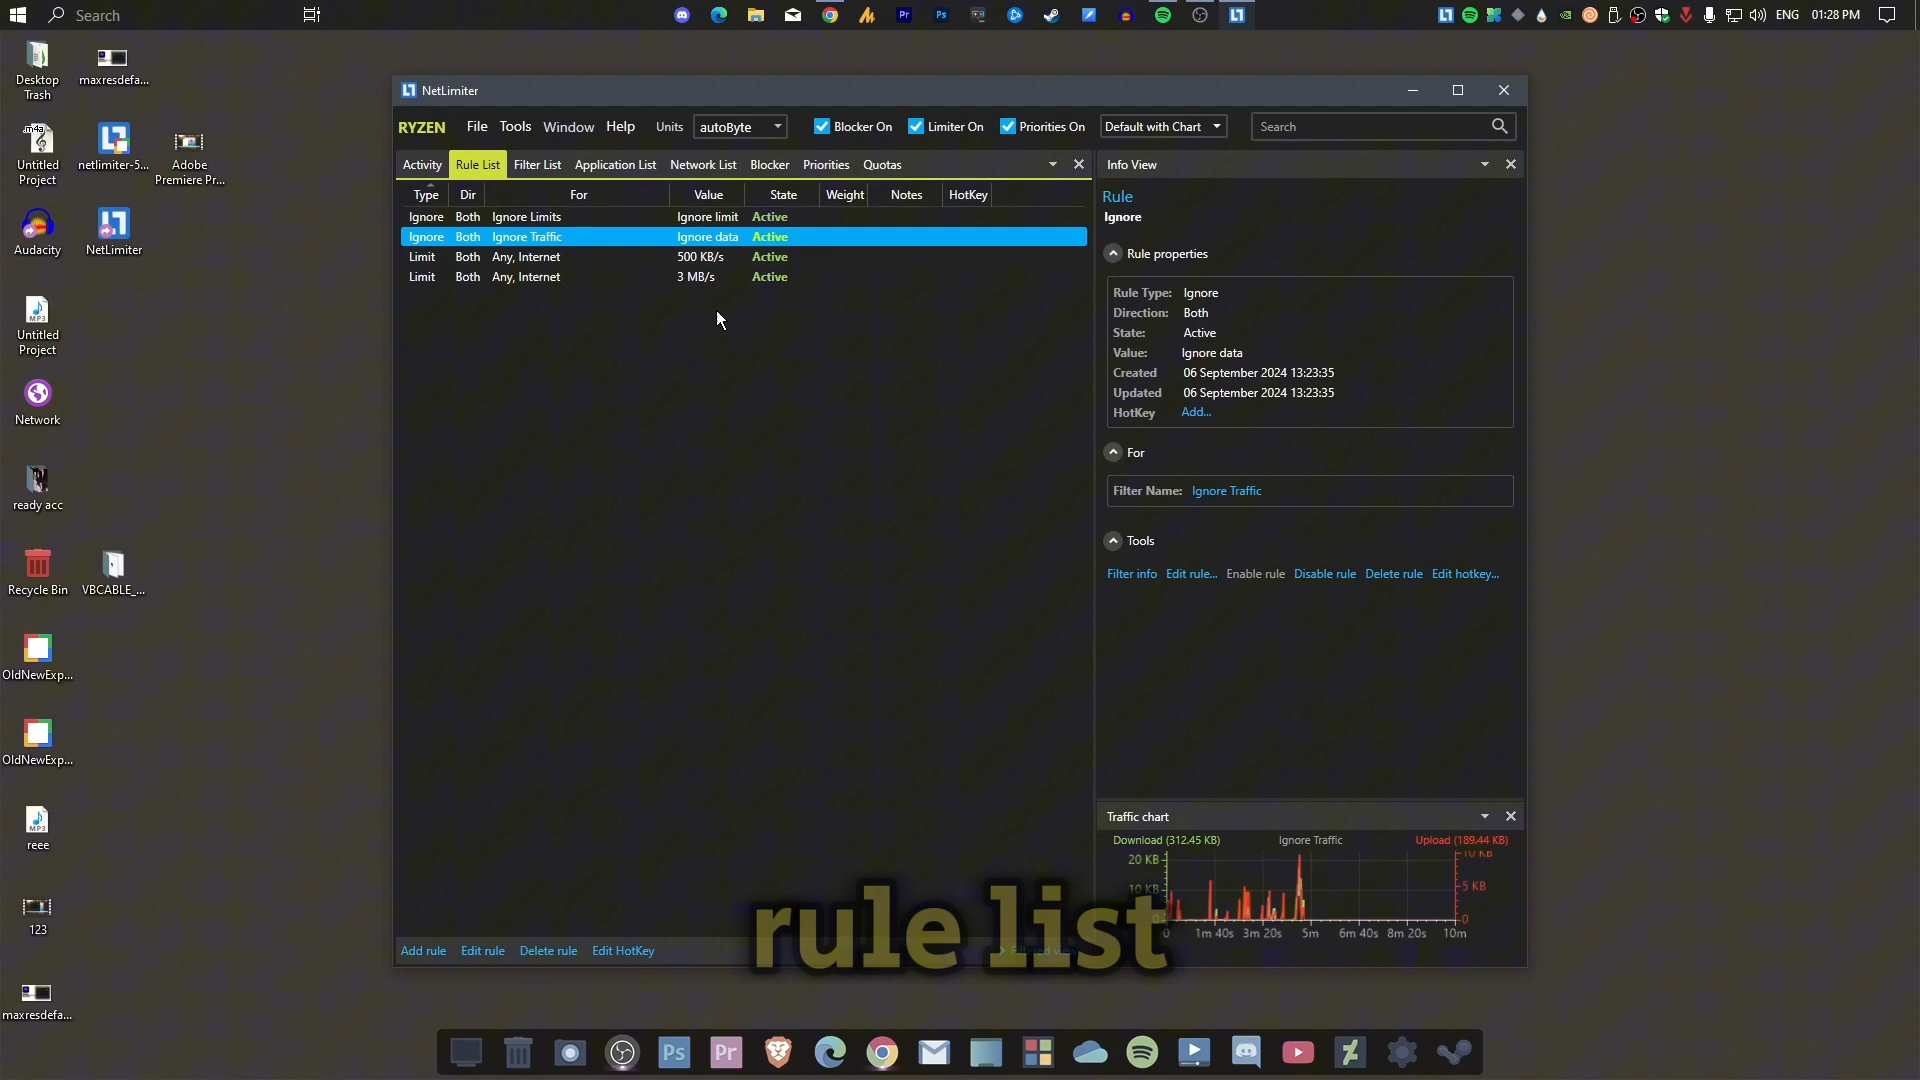 Search
ENG 01:28 PM
Desktop Trash
maxresdefa...
.m4a
Untitled Project
netlimiter-5...
Adobe Premiere Pr...
Audacity
NetLimiter
MP3
Untitled Project
Network
ready acc
Recycle Bin
VBCABLE_...
OldNewExp...
OldNewExp...
MP3
reee
123
maxresdefa...
NetLimiter
RYZEN File Tools Window Help Units autoByte Blocker On Limiter On Priorities On Default with Chart Search
Activity Rule List Filter List Application List Network List Blocker Priorities Quotas
Type Dir For Value State Weight Notes HotKey
Ignore Both Ignore Limits Ignore limit Active
Ignore Both Ignore Traffic Ignore data Active
Limit Both Any, Internet 500 KB/s Active
Limit Both Any, Internet 3 MB/s Active
Add rule Edit rule Delete rule Edit HotKey
Info View
Rule
Ignore
Rule properties
Rule Type: Ignore
Direction: Both
State: Active
Value: Ignore data
Created 06 September 2024 13:23:35
Updated 06 September 2024 13:23:35
HotKey Add...
For
Filter Name: Ignore Traffic
Tools
Filter info Edit rule... Enable rule Disable rule Delete rule Edit hotkey...
Traffic chart
Download (312.45 KB) Ignore Traffic Upload (189.44 KB)
20 KB 10 KB
10 KB 5 KB
0 0
0 1m 40s 3m 20s 5m 6m 40s 8m 20s 10m
rule list
Ps Pr